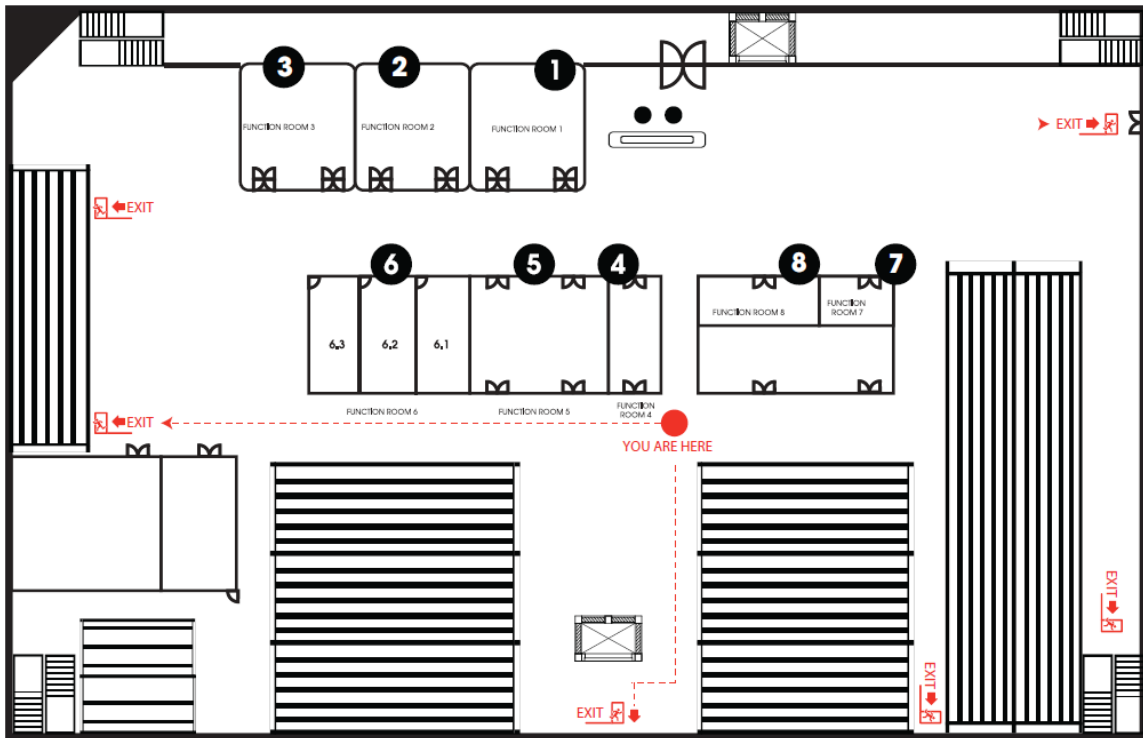 3
2
1
FUNCTION ROOM 3
FUNCTION ROOM 2
FUNCTION ROOM 1
EXIT
EXIT
6
5
4
8
7
FUNCTION ROOM 8
FUNCTION
ROOM 7
6.3
6.2
6.1
FUNCTION ROOM 6
FUNCTION ROOM 5
FUNCTION
ROOM 4
EXIT
YOU ARE HERE
EXIT
EXIT
EXIT